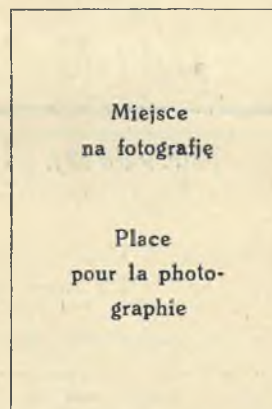 Miejsce
na fotografję
Place
pour la photo-
graphie